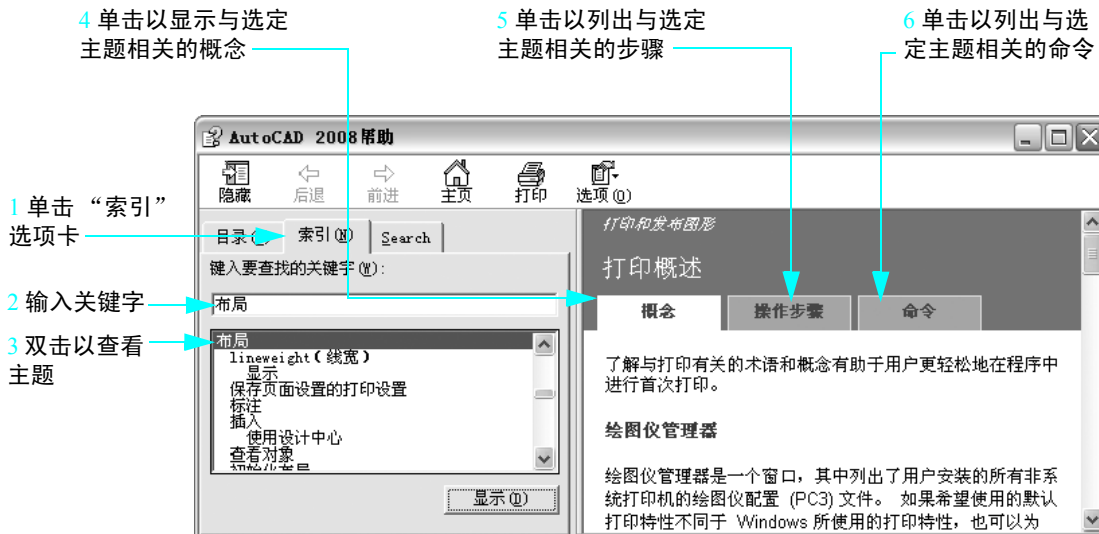 4 单击以显示与选定
主题相关的概念
5 单击以列出与选定
主题相关的步骤
6 单击以列出与选
定主题相关的命令
AutoCAD 2008帮助
隐藏
后退
前进
主页
打印
选项(O)
1 单击 “索引”
选项卡
目录
索引(N)
Search
键入要查找的关键字(W):
2 输入关键字
布局
3 双击以查看
主题
布局
lineweight(线宽)
显示
保存页面设置的打印设置
标注
插入
使用设计中心
查看对象
初始化布局
显示(D)
打印和发布图形
打印概述
概念
操作步骤
命令
了解与打印有关的术语和概念有助于用户更轻松地在程序中
进行首次打印。
绘图仪管理器
绘图仪管理器是一个窗口，其中列出了用户安装的所有非系
统打印机的绘图仪配置 (PC3) 文件。 如果希望使用的默认
打印特性不同于 Windows 所使用的打印特性，也可以为